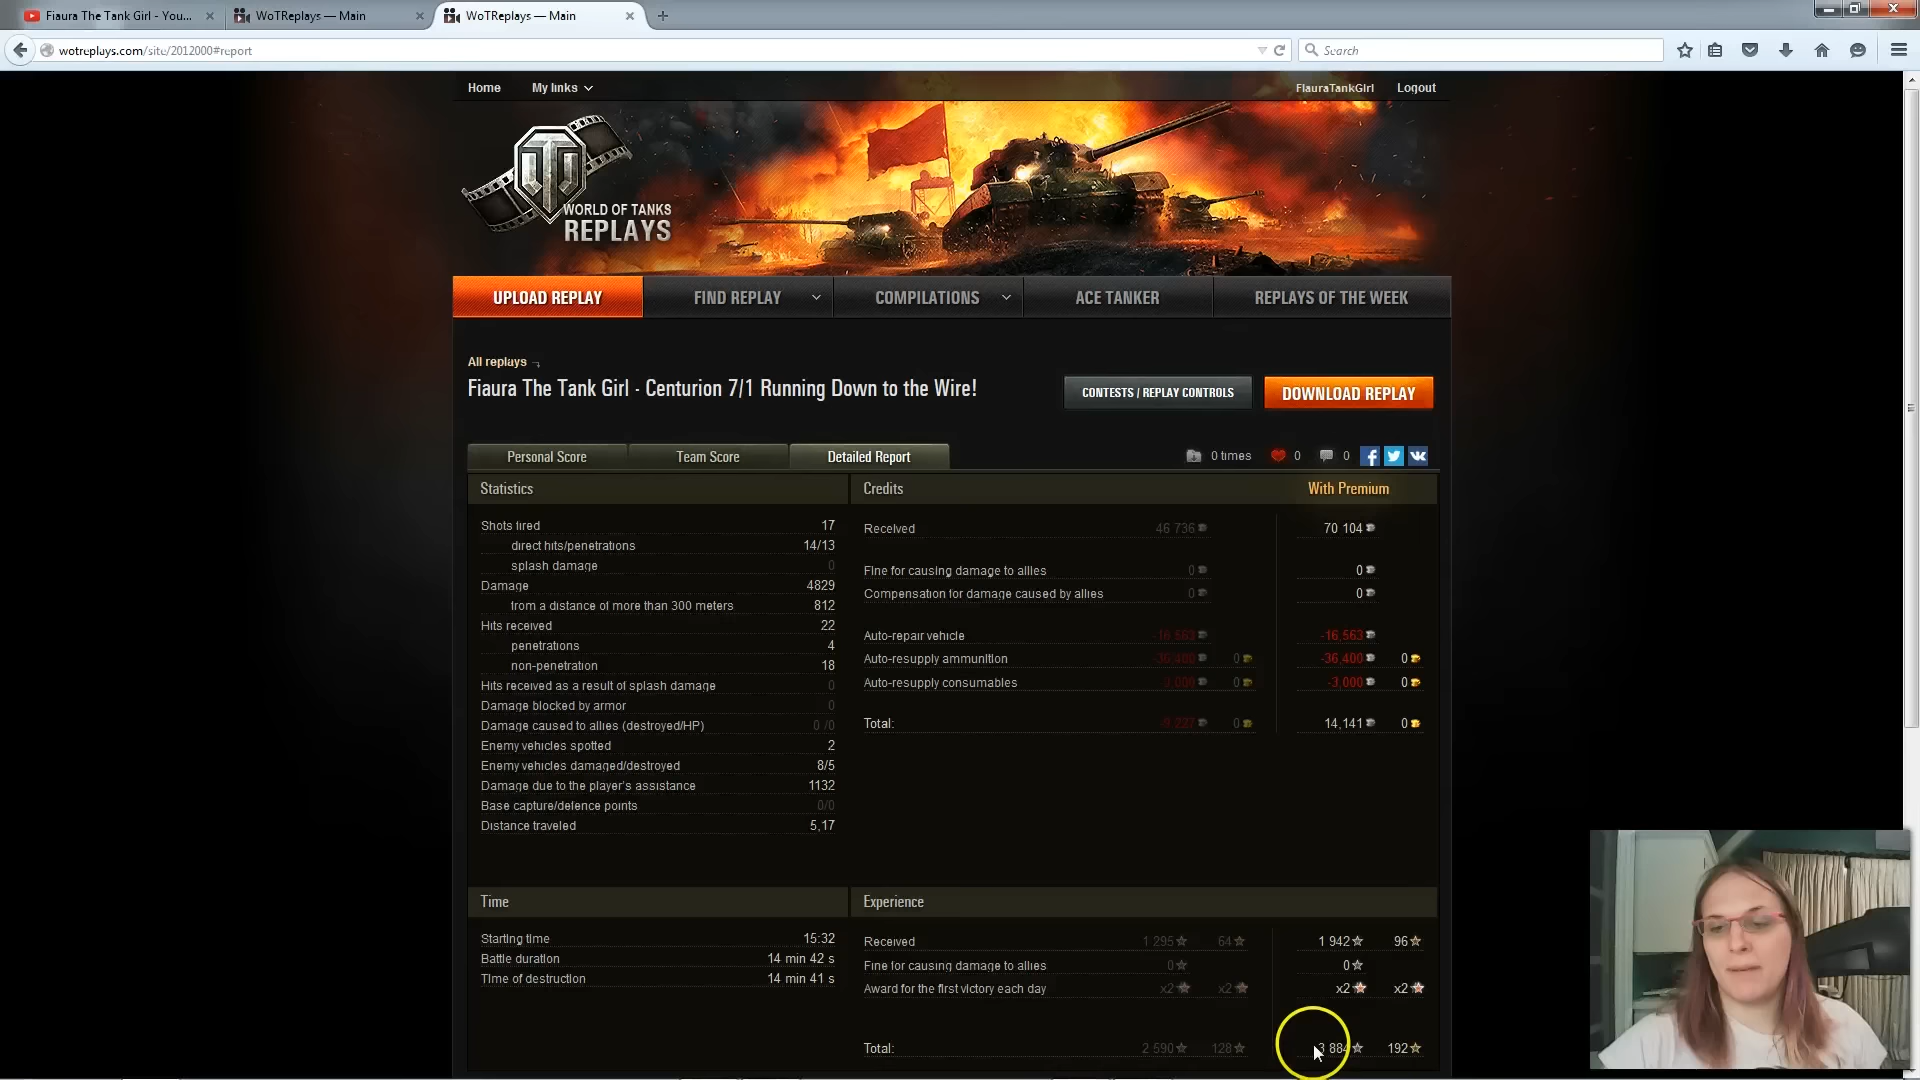 Fiaura The Tank Girl - You...
WoTReplays — Main
WoTReplays — Main
wotreplays.com/site/2012000#report
Search
Home
My links
FiauraTankGirl
Logout
WORLD OF TANKS
REPLAYS
UPLOAD REPLAY
FIND REPLAY
COMPILATIONS
ACE TANKER
REPLAYS OF THE WEEK
All replays
Fiaura The Tank Girl - Centurion 7/1 Running Down to the Wire!
CONTESTS / REPLAY CONTROLS
DOWNLOAD REPLAY
Personal Score
Team Score
Detailed Report
0 times
0
0
Statistics
Shots fired 17
direct hits/penetrations 14/13
splash damage 0
Damage 4829
from a distance of more than 300 meters 812
Hits received 22
penetrations 4
non-penetration 18
Hits received as a result of splash damage 0
Damage blocked by armor 0
Damage caused to allies (destroyed/HP) 0 /0
Enemy vehicles spotted 2
Enemy vehicles damaged/destroyed 8/5
Damage due to the player's assistance 1132
Base capture/defence points 0/0
Distance traveled 5,17
Credits With Premium
Received 46 736 70 104
Fine for causing damage to allies 0 0
Compensation for damage caused by allies 0 0
Auto-repair vehicle -16,563 -16,563
Auto-resupply ammunition -36,400 0 -36,400 0
Auto-resupply consumables -3,000 0 -3,000 0
Total: -9,227 0 14,141 0
Time
Starting time 15:32
Battle duration 14 min 42 s
Time of destruction 14 min 41 s
Experience
Received 1 295 64 1 942 96
Fine for causing damage to allies 0 0
Award for the first victory each day x2 x2 x2 x2
Total: 2 590 128 3 884 192